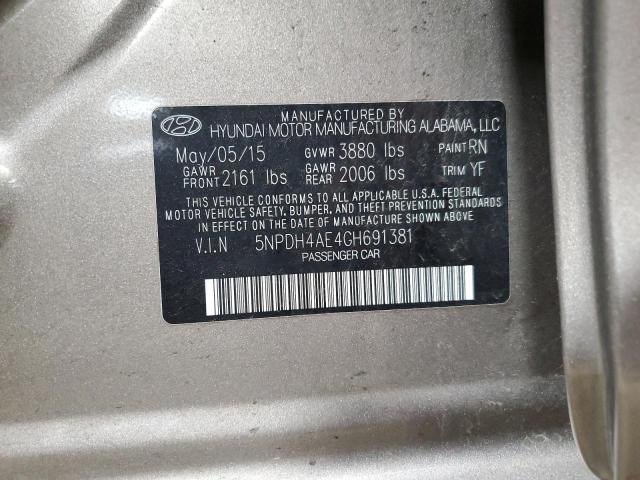 MANUFACTURED BY
HYUNDAI MOTOR MANUFACTURING ALABAMA, LLC
May/05/15 GVWR 3880 lbs PAINT RN
GAWR FRONT 2161 lbs GAWR REAR 2006 lbs TRIM YF
THIS VEHICLE CONFORMS TO ALL APPLICABLE U.S.A. FEDERAL
MOTOR VEHICLE SAFETY, BUMPER, AND THEFT PREVENTION STANDARDS
IN EFFECT ON THE DATE OF MANUFACTURE SHOWN ABOVE.
V.I.N 5NPDH4AE4GH691381
PASSENGER CAR